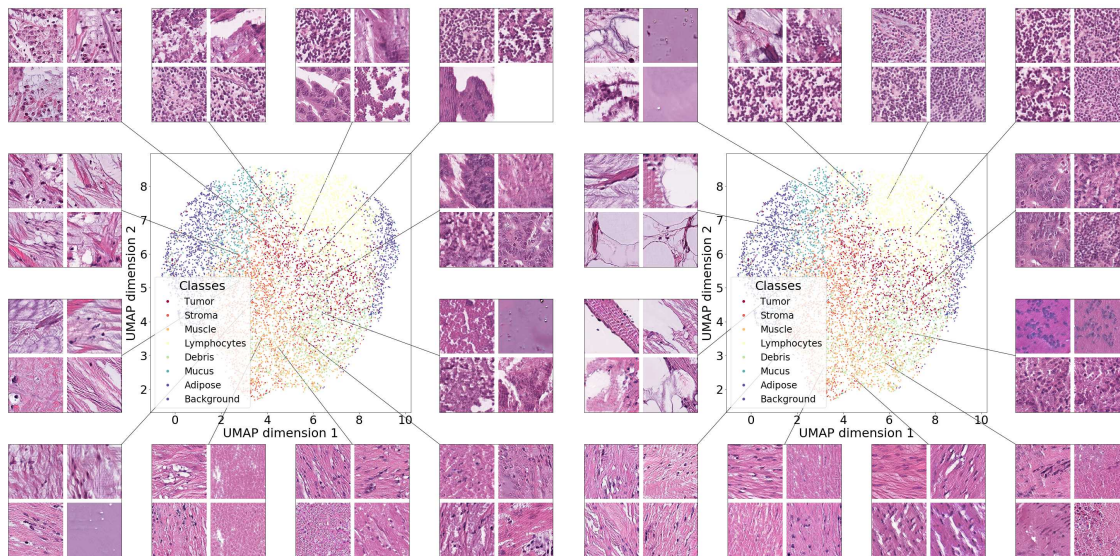 UMAP dimension 2
8
7
6
5
4
3
2
Classes
Tumor
Stroma
Muscle
Lymphocytes
Debris
Mucus
Adipose
Background
0 2 4 6 8 10
UMAP dimension 1
UMAP dimension 2
8
7
6
5
4
3
2
Classes
Tumor
Stroma
Muscle
Lymphocytes
Debris
Mucus
Adipose
Background
0 2 4 6 8 10
UMAP dimension 1